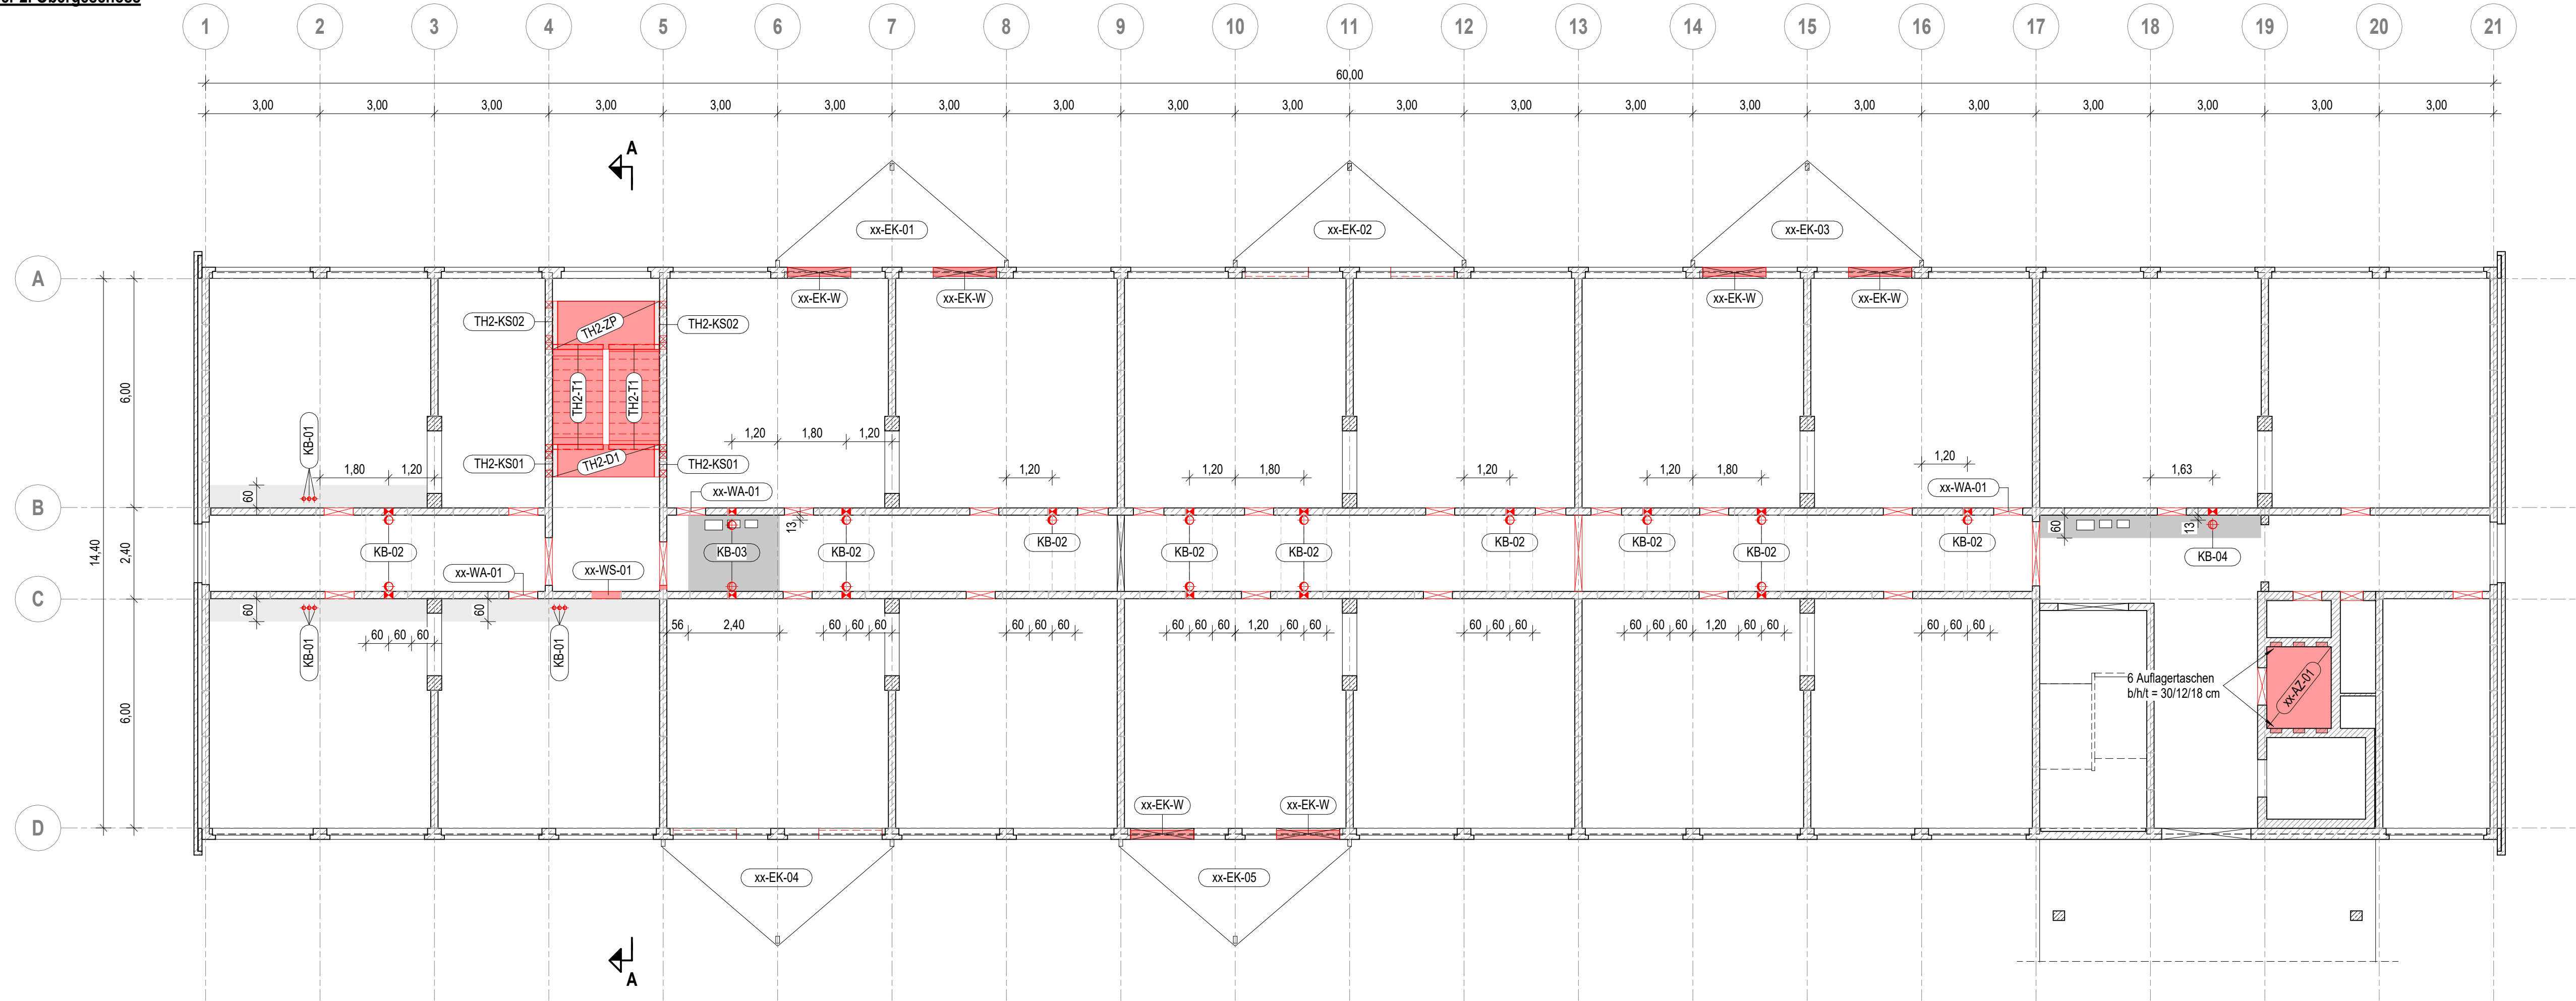 2. Obergeschoss
1 2 3 4 5 6 7 8 9 10 11 12 13 14 15 16 17 18 19 20 21
60,00
3,00 3,00 3,00 3,00 3,00 3,00 3,00 3,00 3,00 3,00 3,00 3,00 3,00 3,00 3,00 3,00 3,00 3,00 3,00 3,00
A
xx-EK-01 xx-EK-02 xx-EK-03
A
xx-EK-W xx-EK-W xx-EK-W xx-EK-W
TH2-KS02 TH2-ZP TH2-KS02
14,40
6,00
TH2-T1 TH2-T1
KB-01
1,20 1,80 1,20
1,20
TH2-KS01 TH2-D1 TH2-KS01
1,80 1,20
1,20
1,20 1,80
1,20
1,20 1,80
1,63
60
xx-WA-01 xx-WA-01
B
13
60
13
2,40
KB-02 KB-03 KB-02 KB-02 KB-02 KB-02 KB-02 KB-02 KB-02 KB-02 KB-04
xx-WA-01 xx-WS-01
C
60
60
60 60 60
56 2,40
60 60 60
60 60 60
60 60 60 1,20 60 60
60 60 60
60 60 60 1,20 60 60
60 60 60
KB-01 KB-01
6,00
6 Auflagertaschen
b/h/t = 30/12/18 cm
xx-AZ-01
xx-EK-W xx-EK-W
D
xx-EK-04 xx-EK-05
A